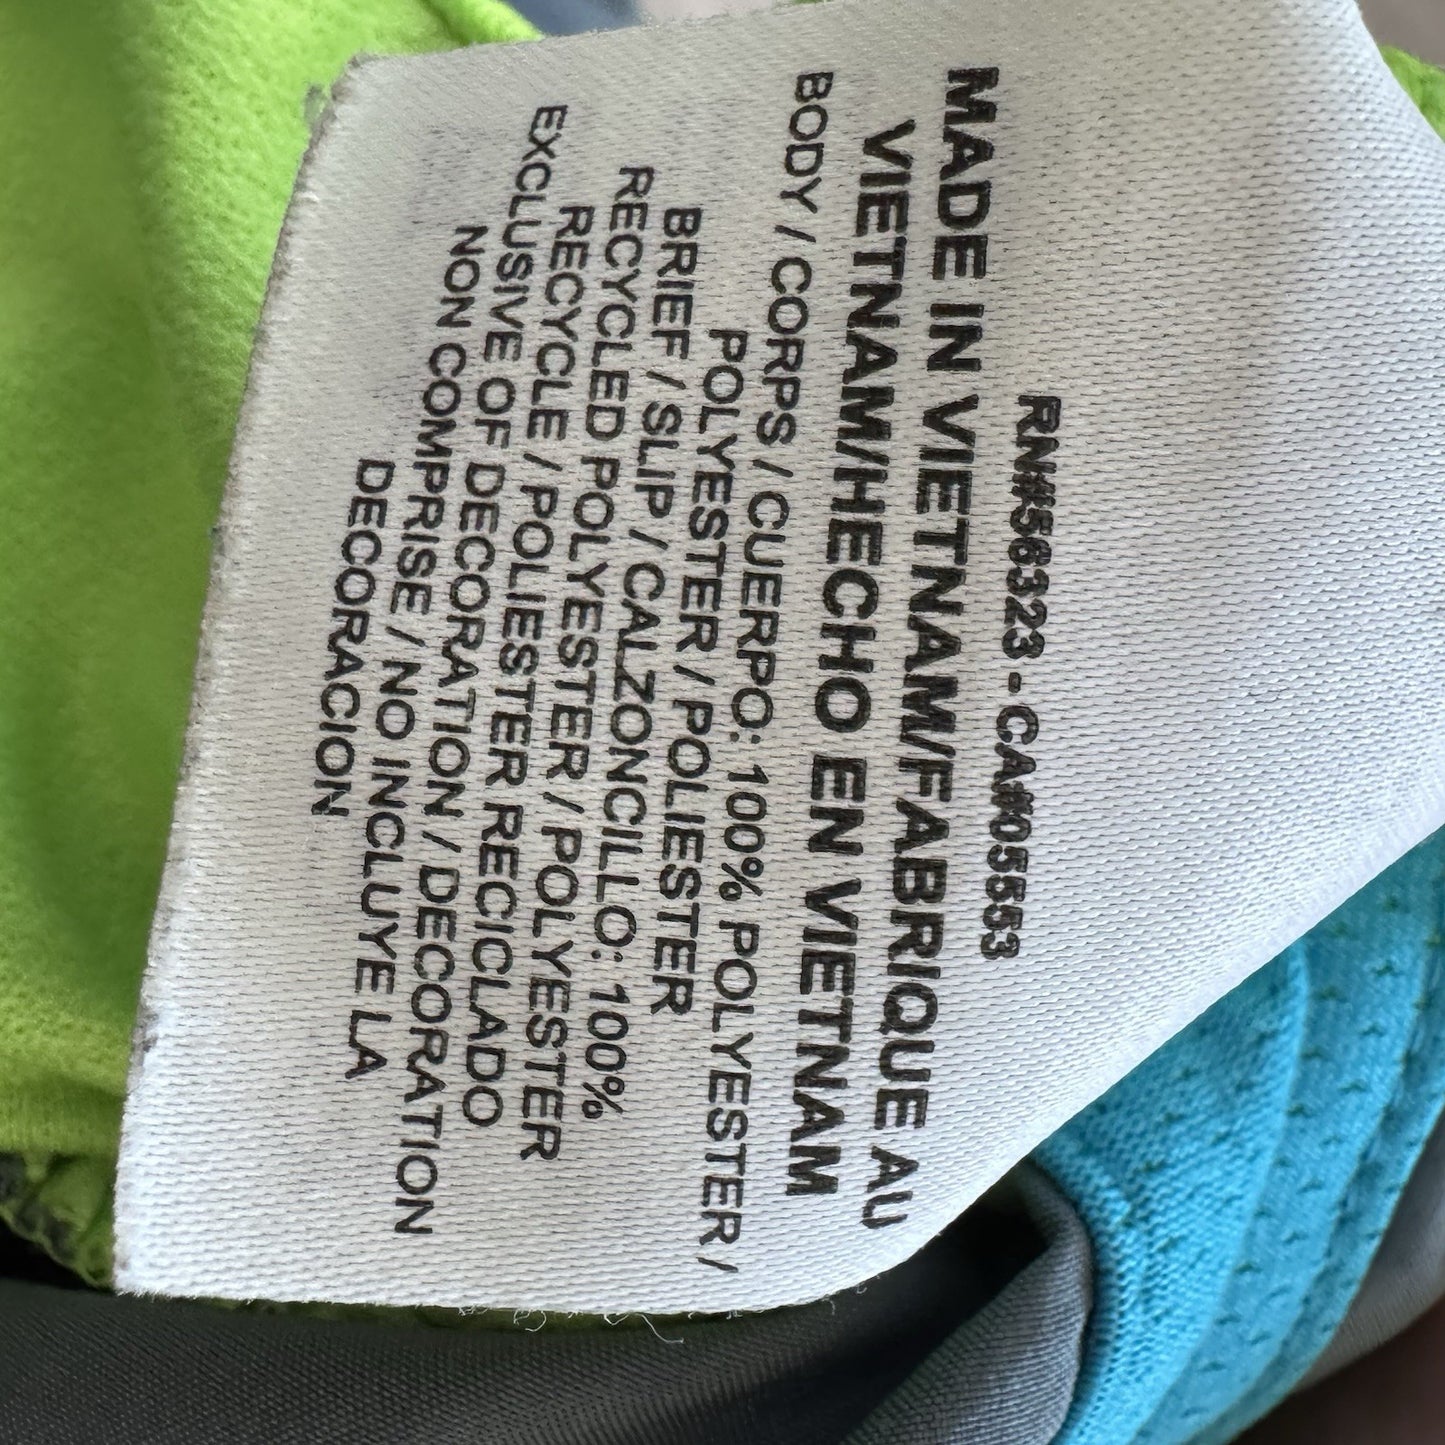 RN#56323 - CA#05553
MADE IN VIETNAM/FABRIQUE AU
VIETNAM/HECHO EN VIETNAM
BODY / CORPS / CUERPO: 100% POLYESTER /
POLYESTER / POLIESTER
BRIEF / SLIP / CALZONCILLO: 100%
RECYCLED POLYESTER / POLYESTER
RECYCLE / POLIESTER RECICLADO
EXCLUSIVE OF DECORATION / DECORATION
NON COMPRISE / NO INCLUYE LA
DECORACION